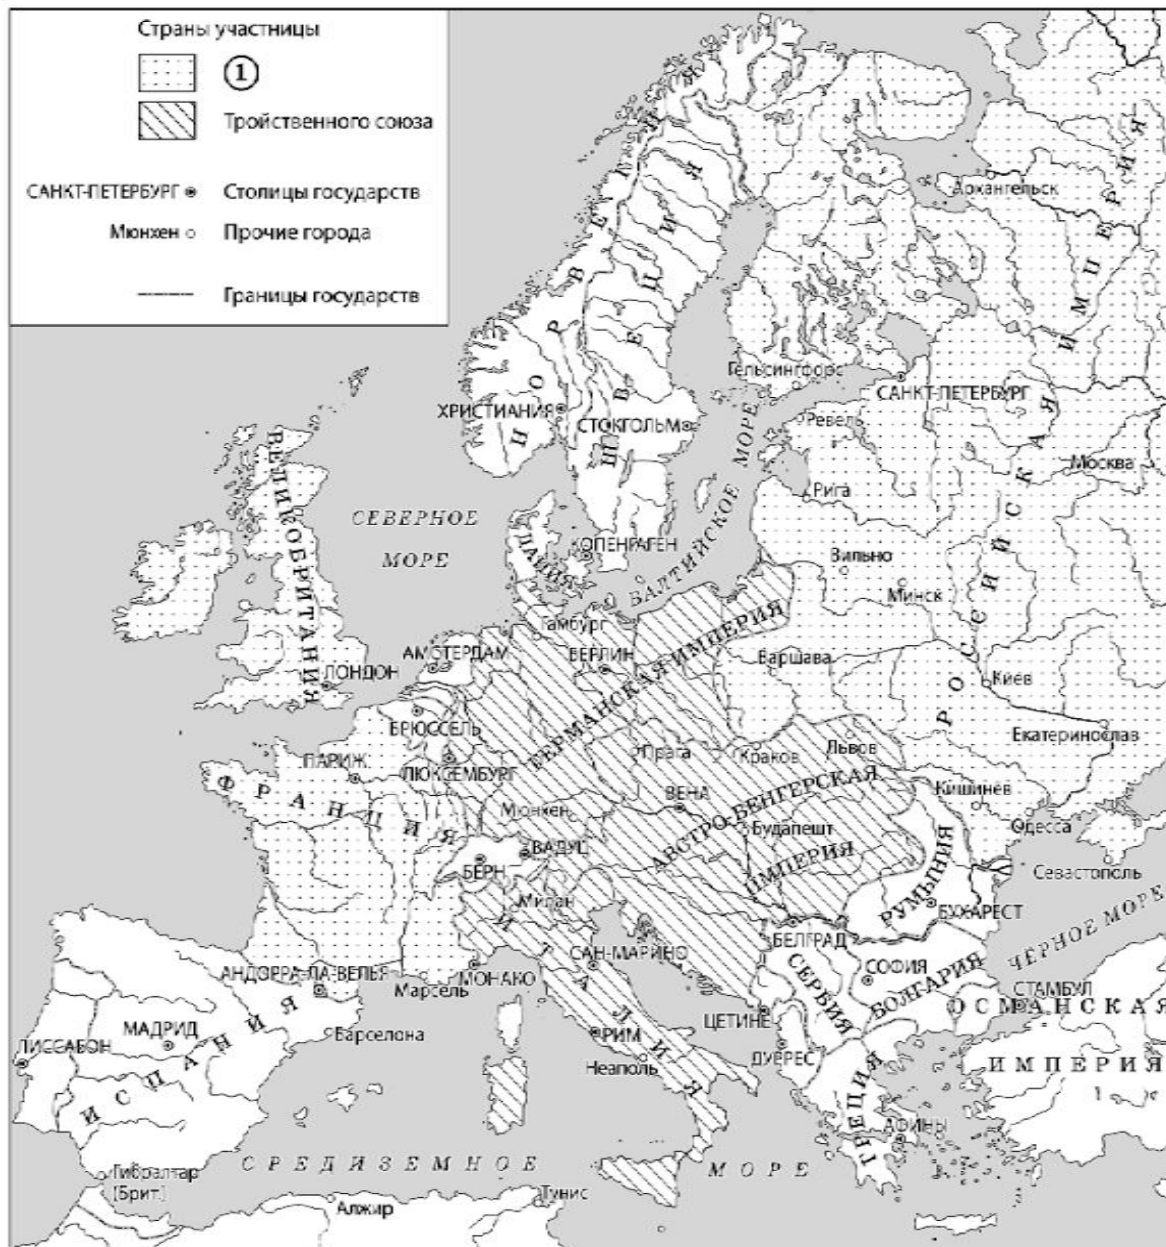 Страны участницы
①
Тройственного союза
САНКТ-ПЕТЕРБУРГ
Столицы государств
Мюнхен
Прочие города
Границы государств
НОРВЕГИЯ
ШВЕЦИЯ
РОССИЙСКАЯ ИМПЕРИЯ
Архангельск
Гельсингфорс
САНКТ-ПЕТЕРБУРГ
ХРИСТИАНИЯ
СТОКГОЛЬМ
Ревель
Москва
Рига
ВЕЛИКОБРИТАНИЯ
СЕВЕРНОЕ
МОРЕ
БАЛТИЙСКОЕ МОРЕ
ДАНИЯ
КОПЕНГАГЕН
Вильно
Минск
Гамбург
АМСТЕРДАМ
БЕРЛИН
ГЕРМАНСКАЯ ИМПЕРИЯ
Варшава
ЛОНДОН
Киев
БРЮССЕЛЬ
Екатеринослав
ПАРИЖ
ЛЮКСЕМБУРГ
Прага
Краков
Львов
ФРАНЦИЯ
Мюнхен
ВЕНА
АВСТРО-ВЕНГЕРСКАЯ
ИМПЕРИЯ
Будапешт
Кишинёв
Одесса
ВАДУЦ
БЕРН
РУМЫНИЯ
Севастополь
Милан
БУХАРЕСТ
ИТАЛИЯ
БЕЛГРАД
САН-МАРИНО
ЧЁРНОЕ МОРЕ
АНДОРРА-ЛА-ВЕЛЬЯ
МОНАКО
Марсель
СЕРБИЯ
СОФИЯ
БОЛГАРИЯ
СТАМБУЛ
ОСМАНСКАЯ
ИМПЕРИЯ
ЦЕТИНЕ
МАДРИД
ЛИССАБОН
ИСПАНИЯ
Барселона
РИМ
Неаполь
ДУРРЕС
ГРЕЦИЯ
АФИНЫ
Гибралтар
(Брит.)
СРЕДИЗЕМНОЕ
МОРЕ
Алжир
Тунис